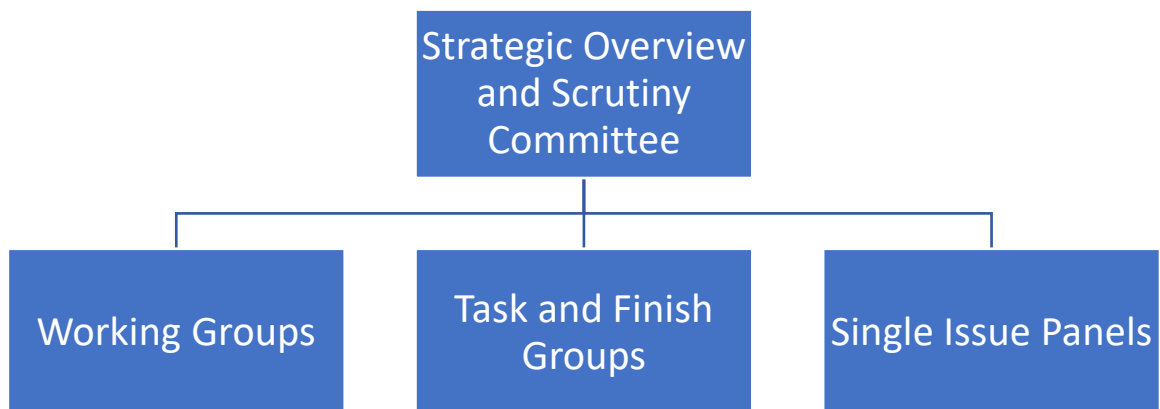 Strategic Overview
and Scrutiny
Committee
Working Groups
Task and Finish
Groups
Single Issue Panels